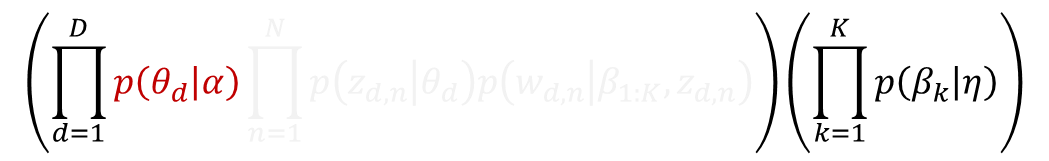 (∏_{d=1}^{D} p(θ_d|α) ∏_{n=1}^{N} p(z_{d,n}|θ_d)p(w_{d,n}|β_{1:K}, z_{d,n})) (∏_{k=1}^{K} p(β_k|η))